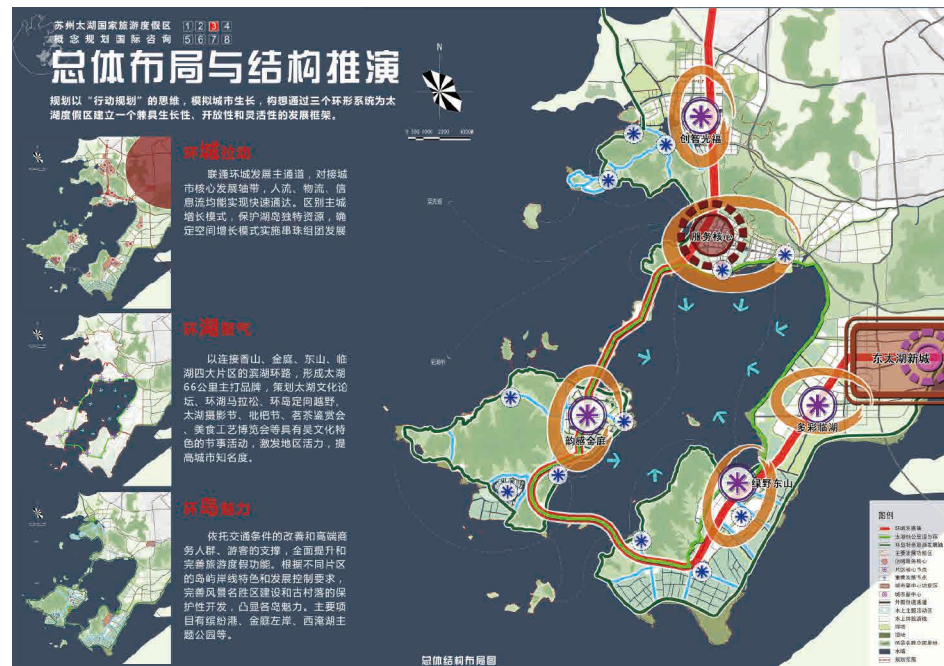 苏州太湖国家旅游度假区
概念规划国际咨询
1 2 3 4
5 6 7 8
总体布局与结构推演
规划以“行动规划”的思维，模拟城市生长，构想通过三个环形系统为太
湖度假区建立一个兼具生长性、开放性和灵活性的发展框架。
环城拉动
联通环城发展主通道，对接城
市核心发展轴带，人流、物流、信
息流均能实现快速通达。区别主城
增长模式，保护湖岛独特资源，确
定空间增长模式实施串珠组团发展
以连接香山、金庭、东山、临
湖四大片区的滨湖环路，形成太湖
66公里主打品牌，策划太湖文化论
坛、环湖马拉松、环岛定向越野、
太湖摄影节、枇杷节、茗茶鉴赏会
、美食工艺博览会等具有吴文化特
色的节事活动，激发地区活力，提
高城市知名度。
环岛魅力
依托交通条件的改善和高端商
务人群、游客的支撑，全面提升和
完善旅游度假功能。根据不同片区
的岛屿岸线特色和发展控制要求，
完善风景名胜区建设和古村落的保
护性开发，凸显各岛魅力。主要项
目有缤纷港、金庭左岸、西淹湖主
题公园等。
N
创智光福
服务核心
东太湖新城
多彩临湖
韵感金庭
绿野东山
图例
水域
规划范围
总体结构布局图